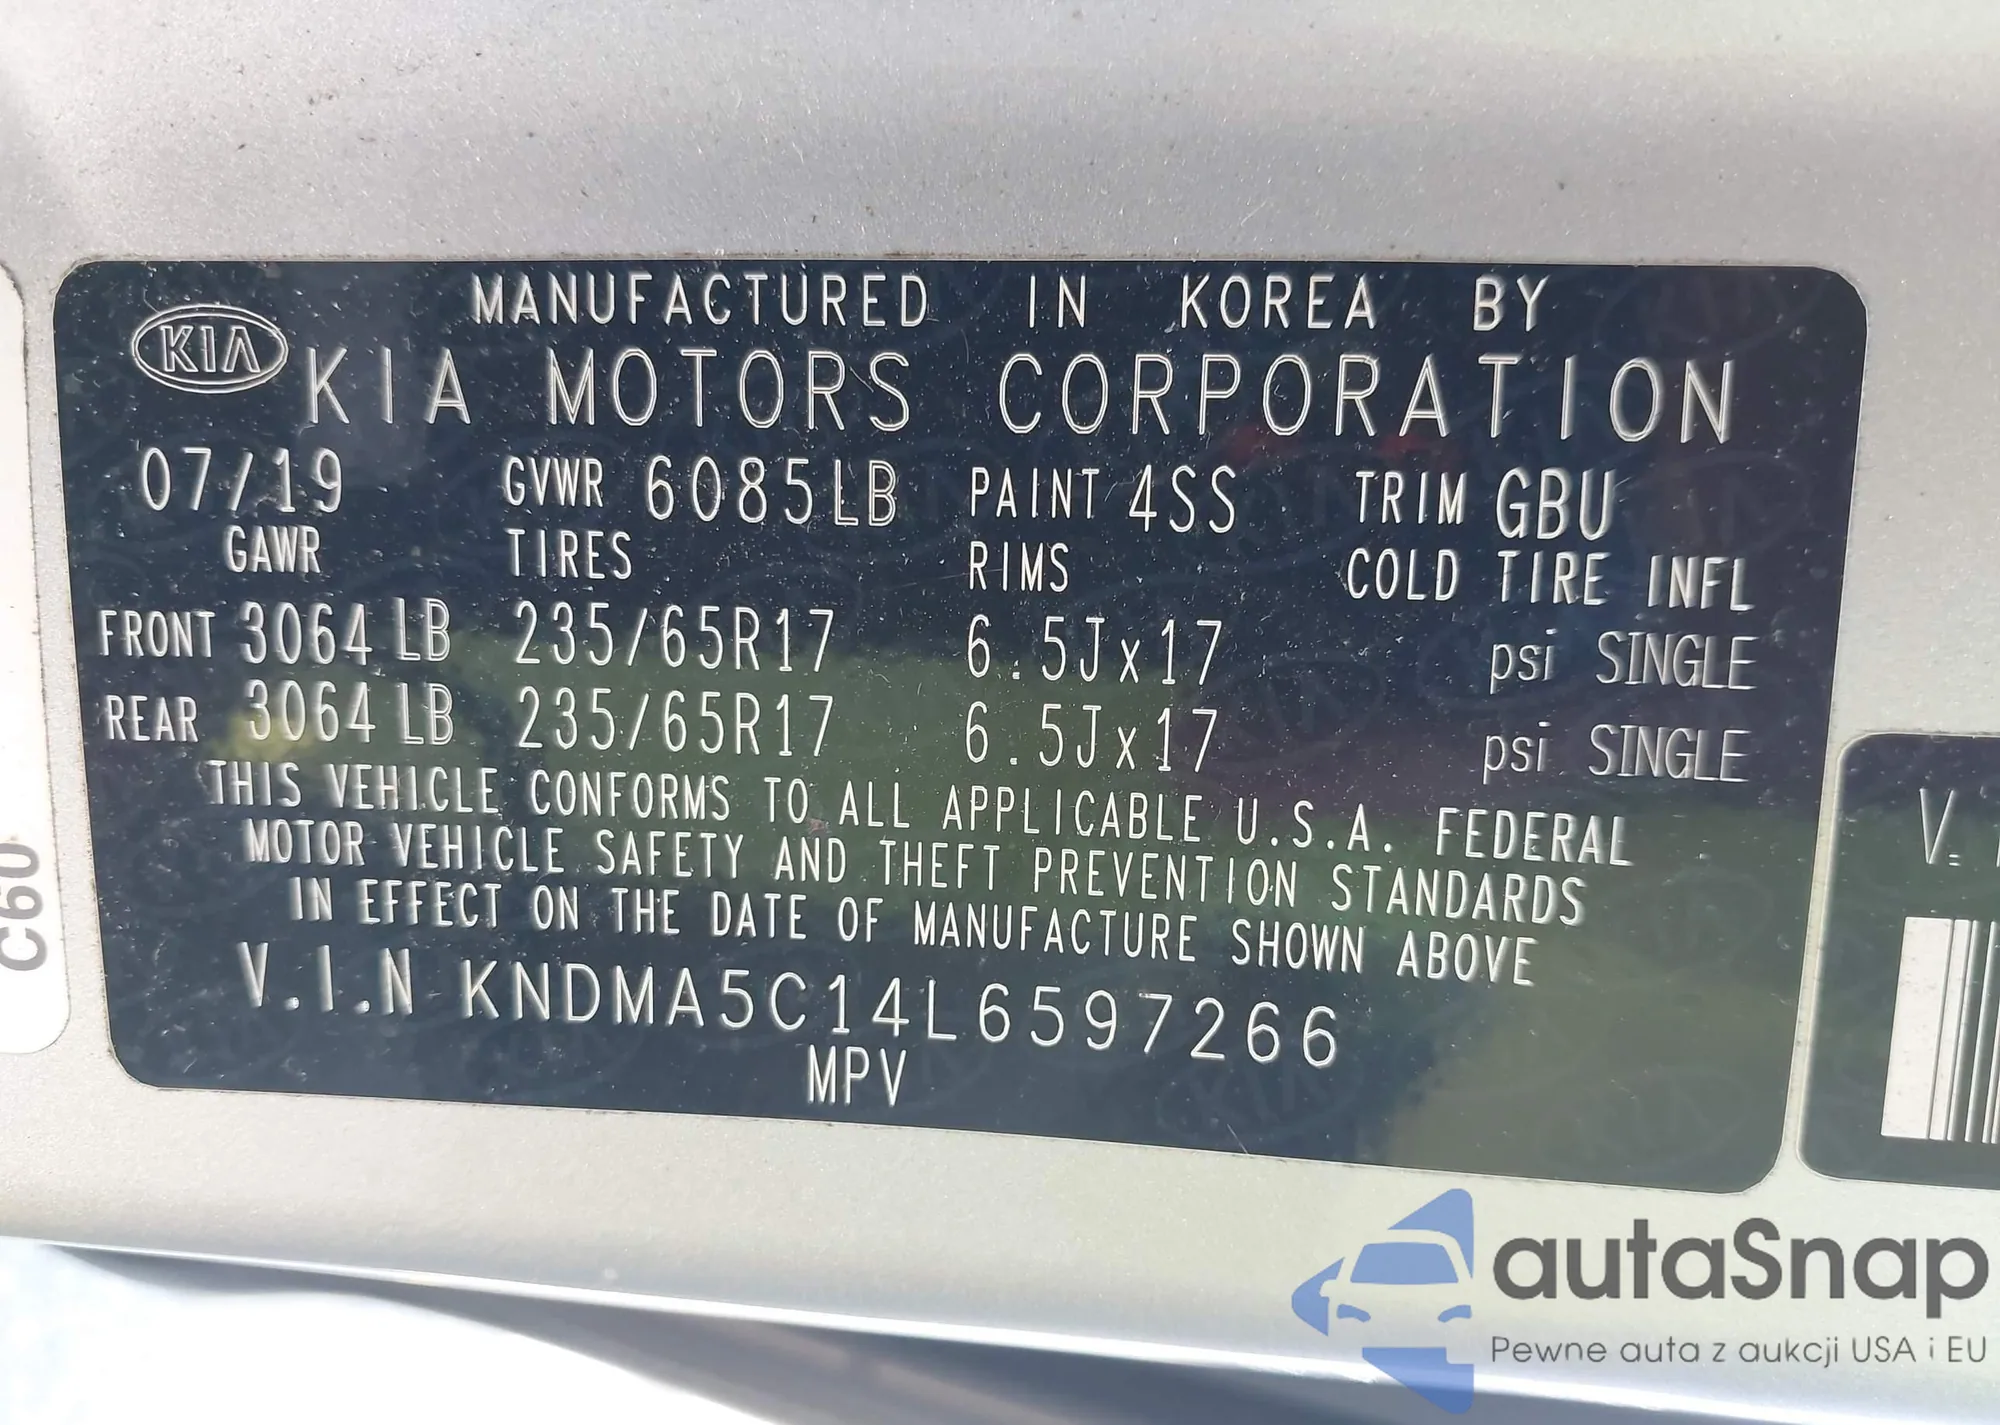 MANUFACTURED IN KOREA BY
KIA KIA MOTORS CORPORATION
07/19 GVWR 6085LB PAINT 4SS TRIM GBU
GAWR TIRES RIMS COLD TIRE INFL
FRONT 3064 LB 235/65R17 6.5Jx17 psi SINGLE
REAR 3064 LB 235/65R17 6.5Jx17 psi SINGLE
THIS VEHICLE CONFORMS TO ALL APPLICABLE U.S.A. FEDERAL
MOTOR VEHICLE SAFETY AND THEFT PREVENTION STANDARDS
IN EFFECT ON THE DATE OF MANUFACTURE SHOWN ABOVE
V.I.N KNDMA5C14L6597266
MPV
C60
V.
autaSnap
Pewne auta z aukcji USA i EU